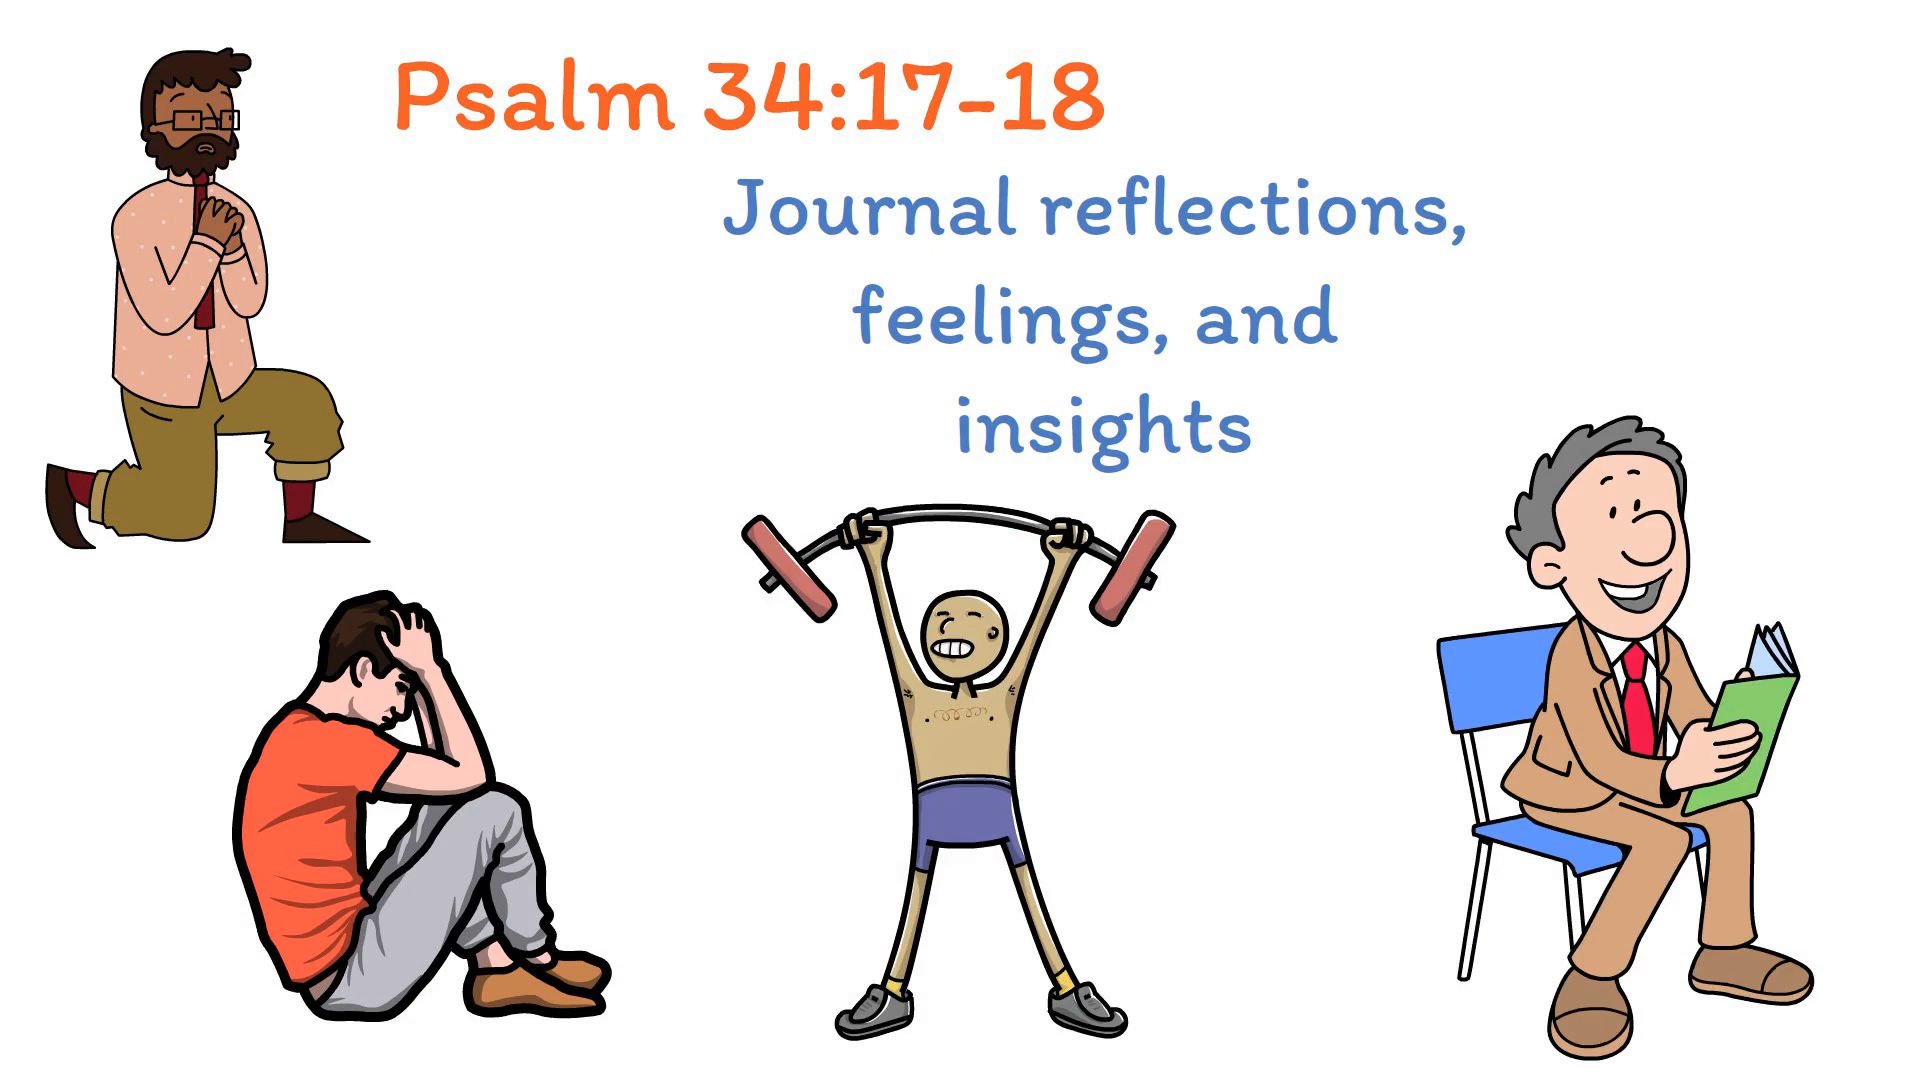 Psalm 34:17-18
Journal reflections,
feelings, and
insights